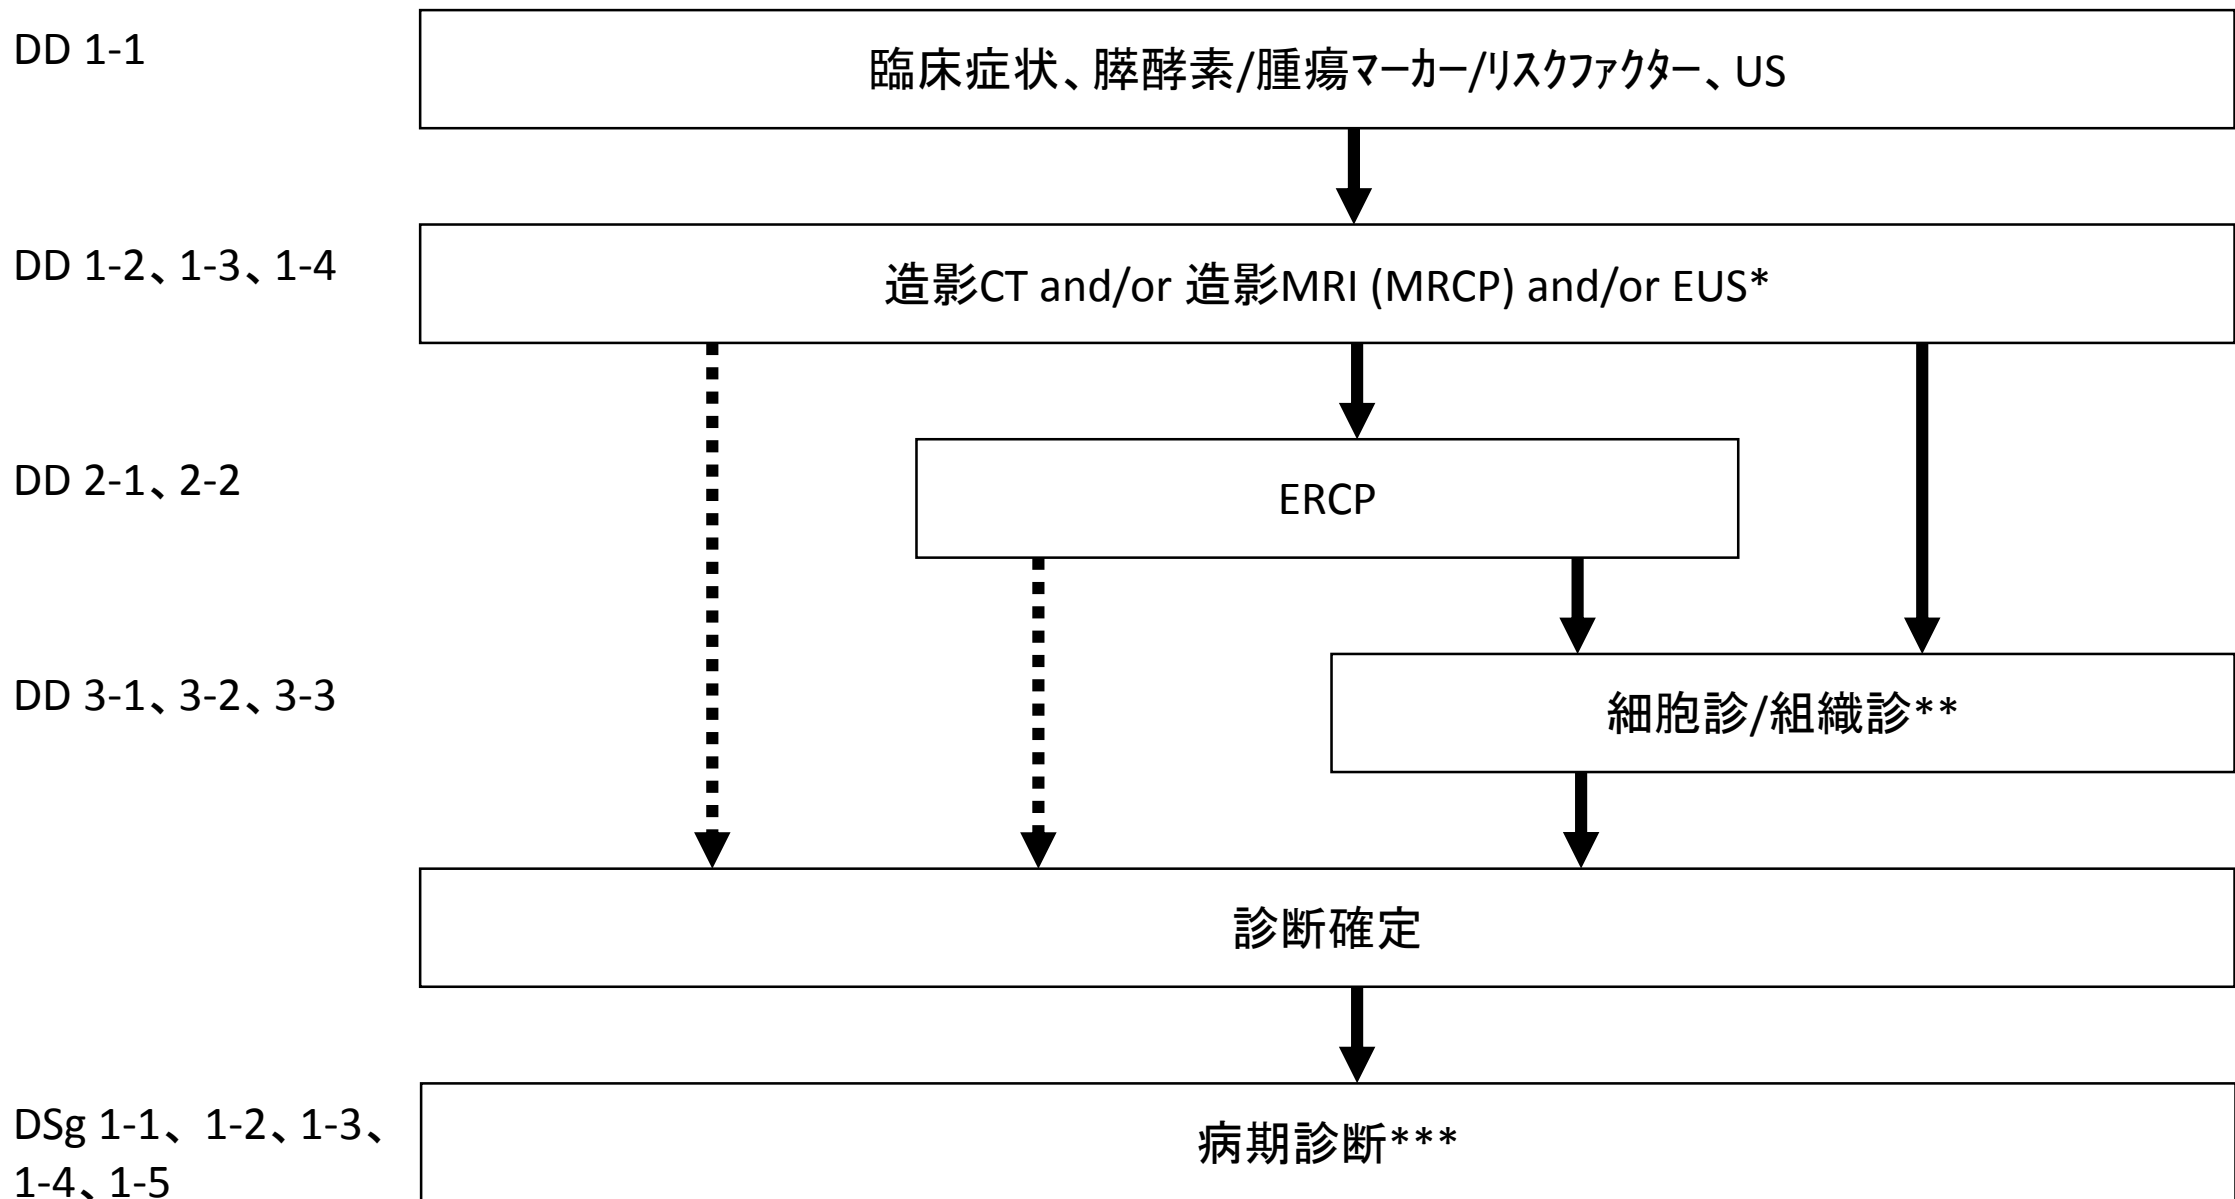 DD 1-1
臨床症状、膵酵素/腫瘍マーカー/リスクファクター、US
DD 1-2、1-3、1-4
造影CT and/or 造影MRI (MRCP) and/or EUS*
DD 2-1、2-2
ERCP
DD 3-1、3-2、3-3
細胞診/組織診**
診断確定
DSg 1-1、1-2、1-3、
1-4、1-5
病期診断***